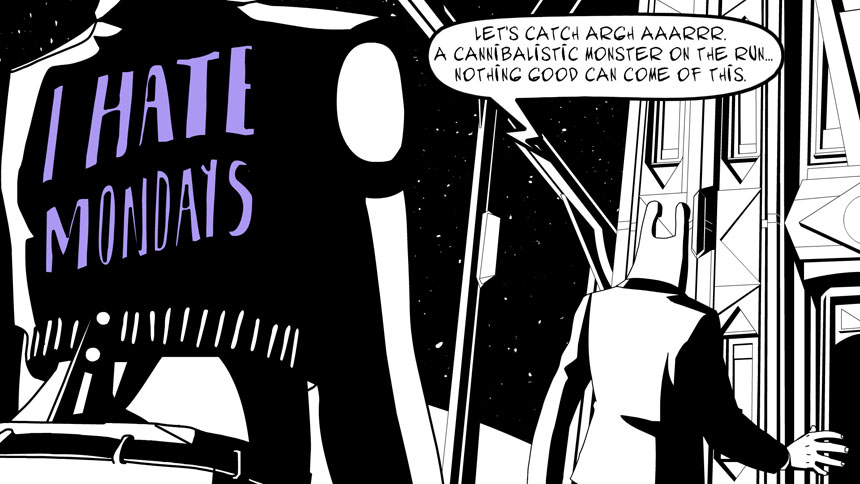 I HATE
MONDAYS
LET'S CATCH ARGH AAARRR.
A CANNIBALISTIC MONSTER ON THE RUN...
NOTHING GOOD CAN COME OF THIS.